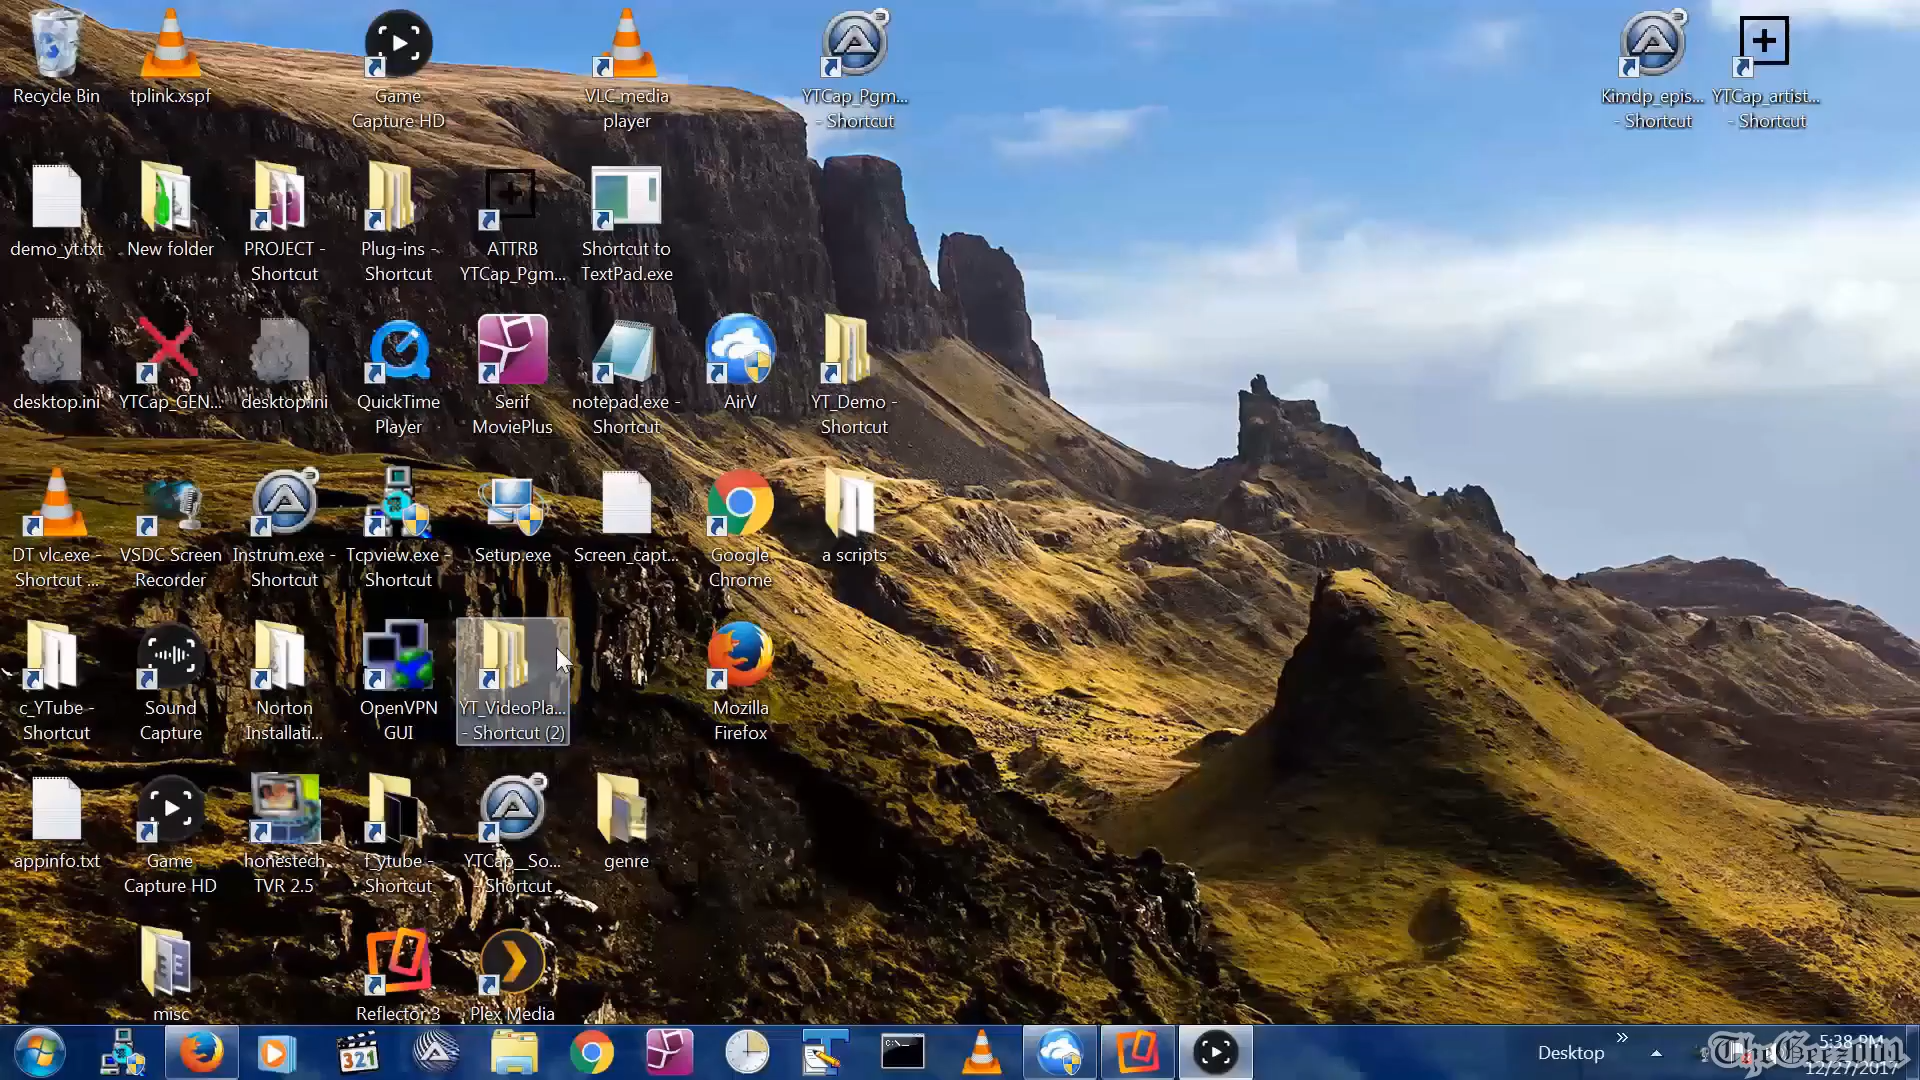 Recycle Bin
tplink.xspf
Game
Capture HD
VLC media
player
YTCap_Pgm...
- Shortcut
Kimdp_epis...
- Shortcut
YTCap_artist...
- Shortcut
demo_yt.txt
New folder
PROJECT -
Shortcut
Plug-ins -
Shortcut
ATTRB
YTCap_Pgm...
Shortcut to
TextPad.exe
desktop.ini
YTCap_GEN...
desktop.ini
QuickTime
Player
Serif
MoviePlus
notepad.exe -
Shortcut
AirV
YT_Demo -
Shortcut
DT vlc.exe -
Shortcut ...
VSDC Screen
Recorder
Instrum.exe -
Shortcut
Tcpview.exe -
Shortcut
Setup.exe
Screen_capt...
Google
Chrome
a scripts
c_YTube -
Shortcut
Sound
Capture
Norton
Installati...
OpenVPN
GUI
YT_VideoPla...
- Shortcut (2)
Mozilla
Firefox
appinfo.txt
Game
Capture HD
honestech
TVR 2.5
f_ytube -
Shortcut
YTCap__So...
- Shortcut
genre
misc
Reflector 3
Plex Media
321
C:\-
Desktop
5:38 PM
12/27/2017